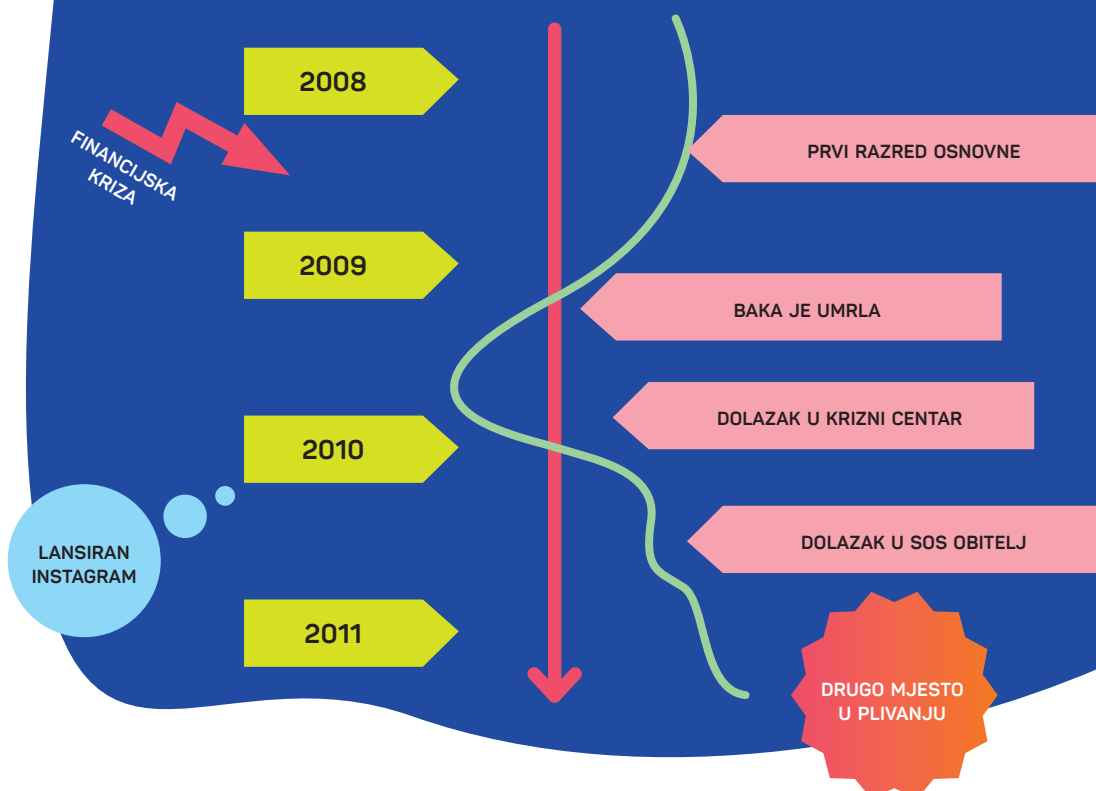 2008
FINANCIJSKA
KRIZA
PRVI RAZRED OSNOVNE
2009
BAKA JE UMRLA
DOLAZAK U KRIZNI CENTAR
2010
DOLAZAK U SOS OBITELJ
LANSIRAN
INSTAGRAM
2011
DRUGO MJESTO
U PLIVANJU